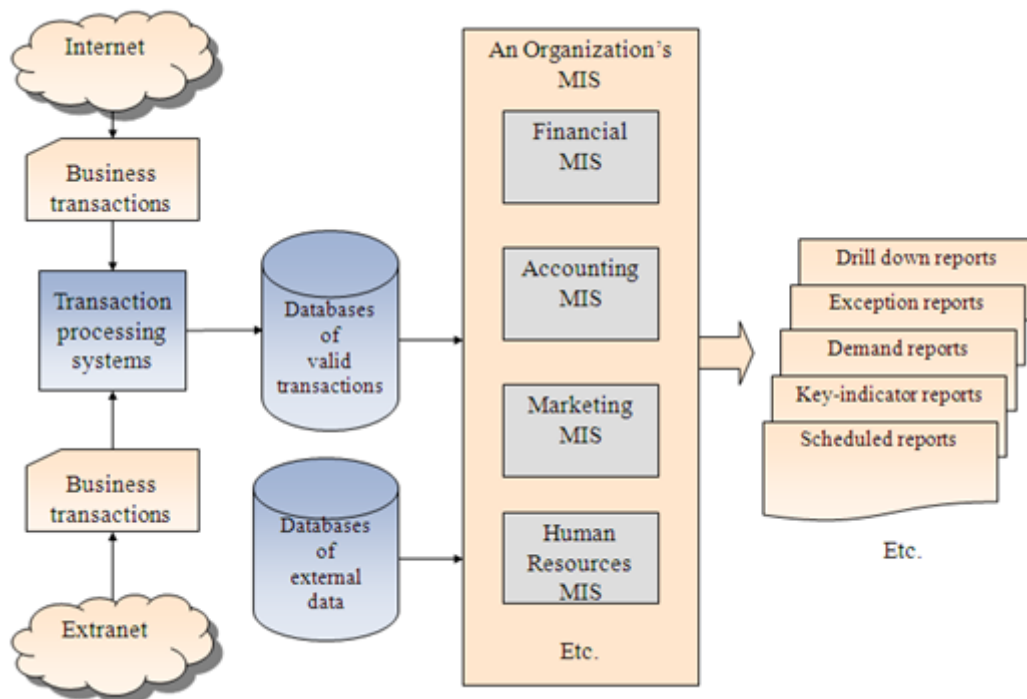 Internet
Business
transactions
Transaction
processing
systems
Business
transactions
Extranet
Databases
of
valid
transactions
Databases
of
external
data
An Organization's
MIS
Financial
MIS
Accounting
MIS
Marketing
MIS
Human
Resources
MIS
Etc.
Drill down reports
Exception reports
Demand reports
Key-indicator reports
Scheduled reports
Etc.